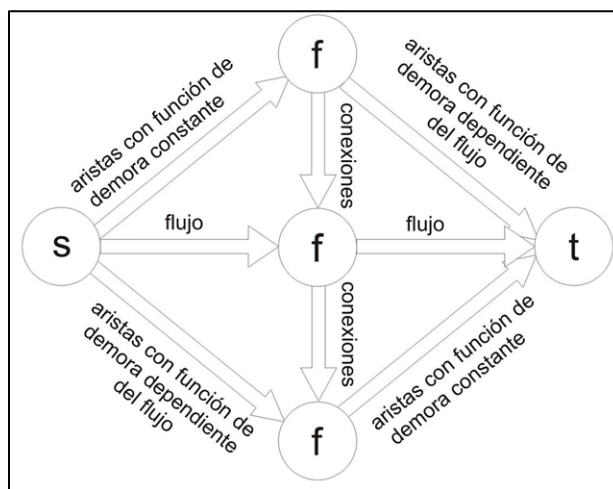 f
aristas con función de
demora constante
aristas con función de
demora dependiente
del flujo
conexiones
s
flujo
f
flujo
t
conexiones
aristas con función de
demora dependiente
del flujo
aristas con función de
demora constante
f